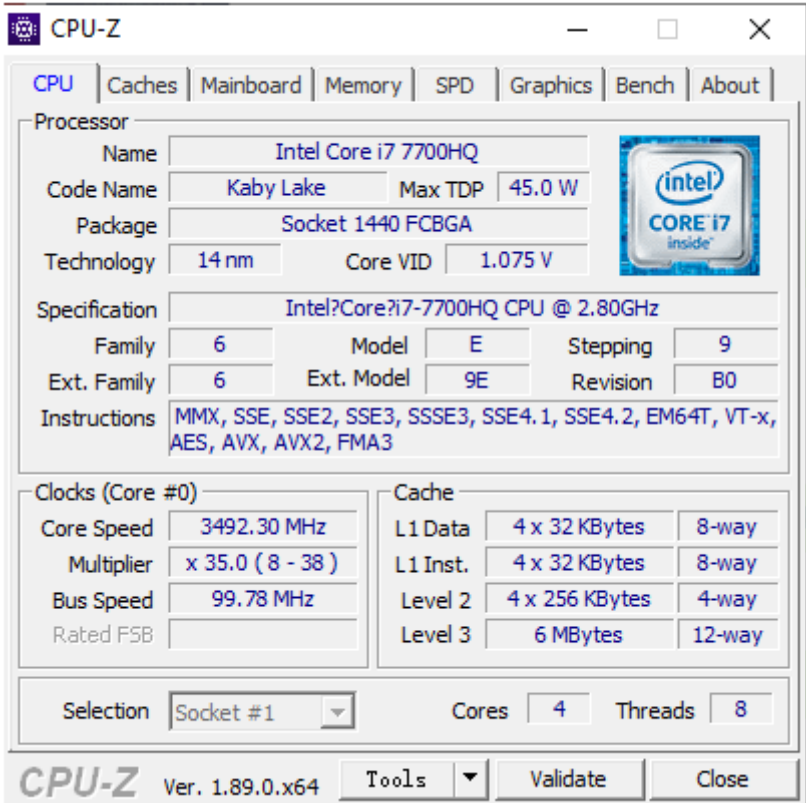 CPU-Z
CPU Caches Mainboard Memory SPD Graphics Bench About
Processor
Name Intel Core i7 7700HQ
Code Name Kaby Lake Max TDP 45.0 W
Package Socket 1440 FCBGA
Technology 14 nm Core VID 1.075 V
intel CORE i7 inside
Specification Intel?Core?i7-7700HQ CPU @ 2.80GHz
Family 6 Model E Stepping 9
Ext. Family 6 Ext. Model 9E Revision B0
Instructions MMX, SSE, SSE2, SSE3, SSSE3, SSE4.1, SSE4.2, EM64T, VT-x,
AES, AVX, AVX2, FMA3
Clocks (Core #0)
Core Speed 3492.30 MHz
Multiplier x 35.0 ( 8 - 38 )
Bus Speed 99.78 MHz
Rated FSB
Cache
L1 Data 4 x 32 KBytes 8-way
L1 Inst. 4 x 32 KBytes 8-way
Level 2 4 x 256 KBytes 4-way
Level 3 6 MBytes 12-way
Selection Socket #1 Cores 4 Threads 8
CPU-Z Ver. 1.89.0.x64 Tools Validate Close